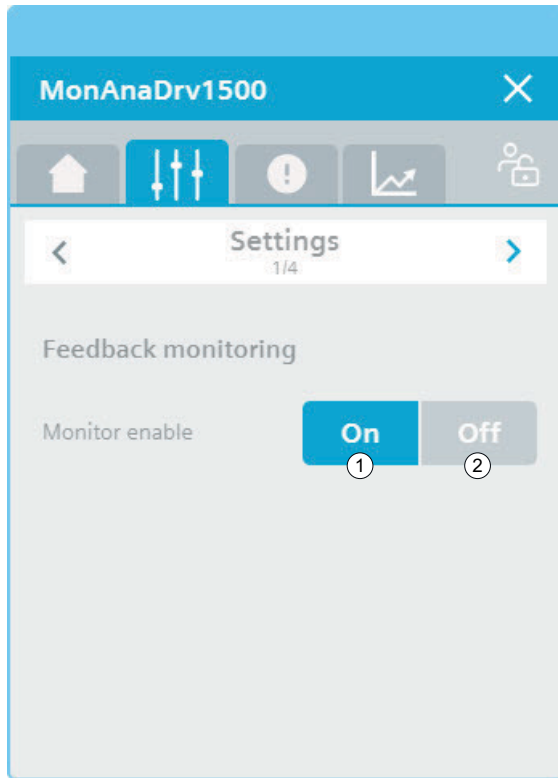 MonAnaDrv1500
Settings
1/4
Feedback monitoring
Monitor enable
On
Off
1
2